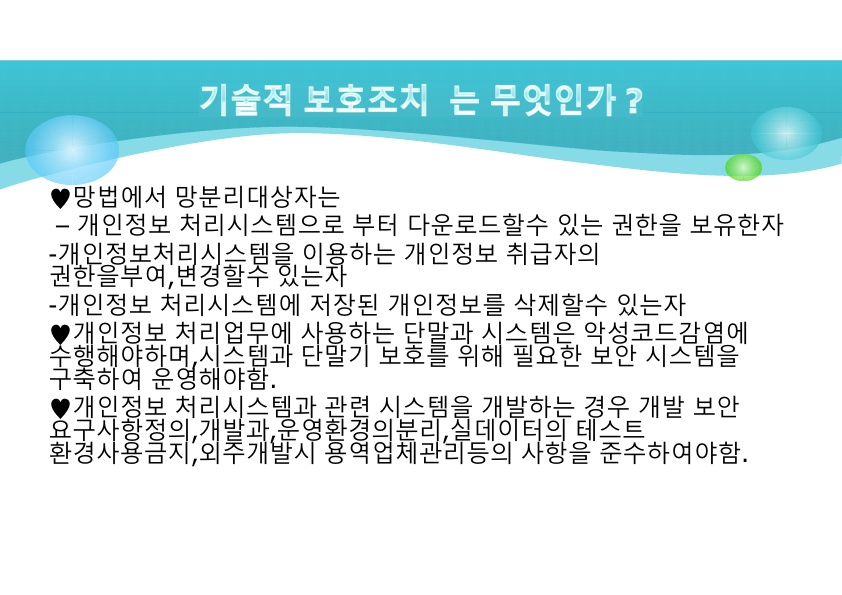 기술적 보호조치 는 무엇인가 ?
♥망법에서 망분리대상자는
– 개인정보 처리시스템으로 부터 다운로드할수 있는 권한을 보유한자
-개인정보처리시스템을 이용하는 개인정보 취급자의
권한을부여,변경할수 있는자
-개인정보 처리시스템에 저장된 개인정보를 삭제할수 있는자
♥개인정보 처리업무에 사용하는 단말과 시스템은 악성코드감염에
수행해야하며,시스템과 단말기 보호를 위해 필요한 보안 시스템을
구축하여 운영해야함.
♥개인정보 처리시스템과 관련 시스템을 개발하는 경우 개발 보안
요구사항정의,개발과,운영환경의분리,실데이터의 테스트
환경사용금지,외주개발시 용역업체관리등의 사항을 준수하여야함.